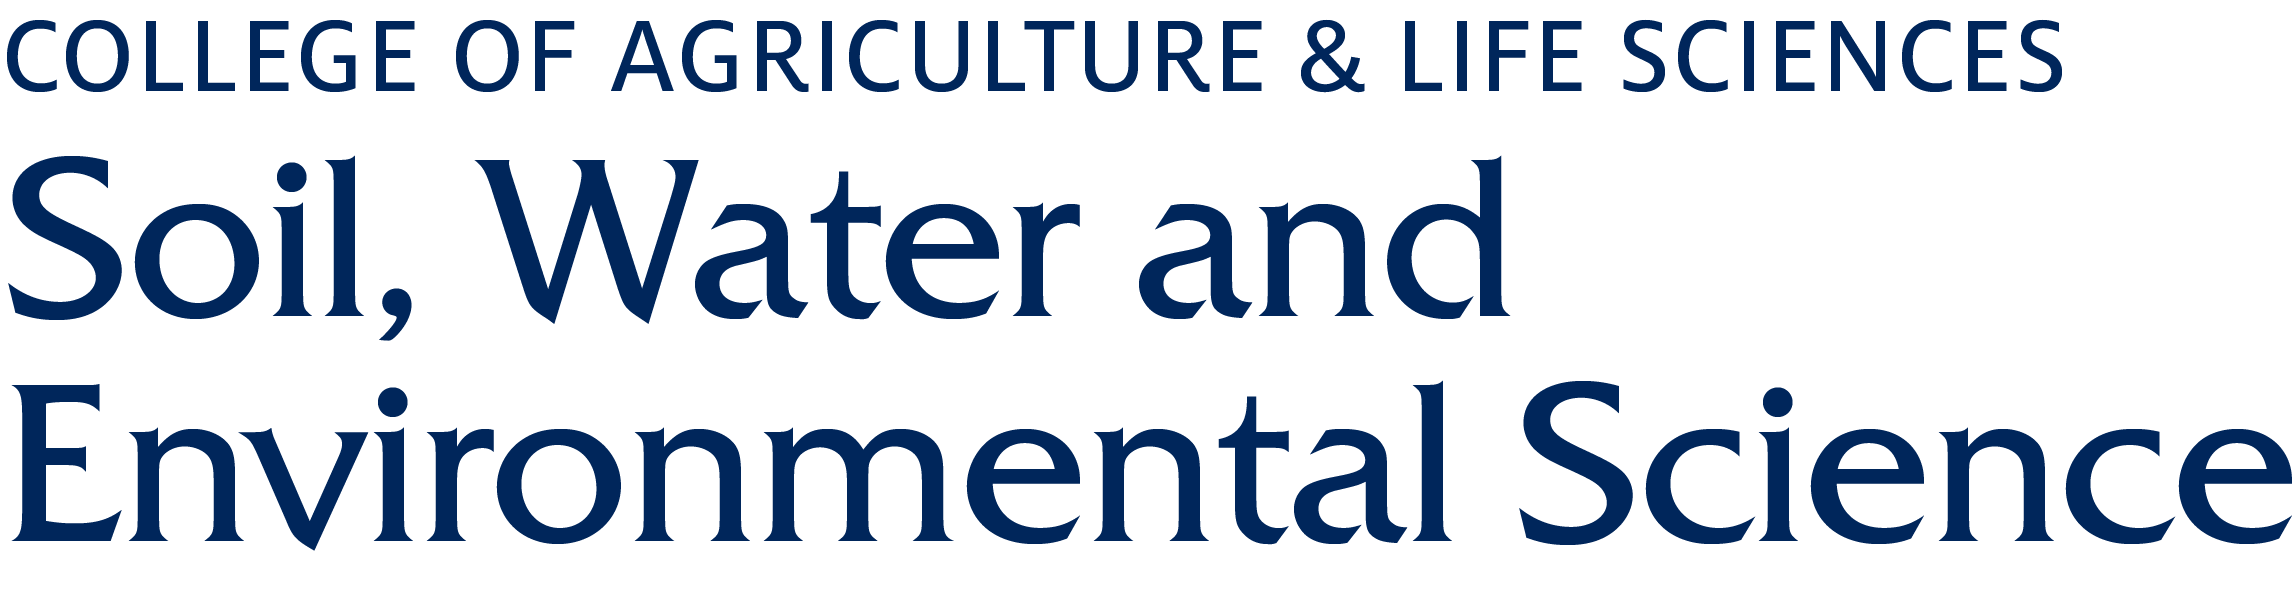 COLLEGE OF AGRICULTURE & LIFE SCIENCES
Soil, Water and
Environmental Science